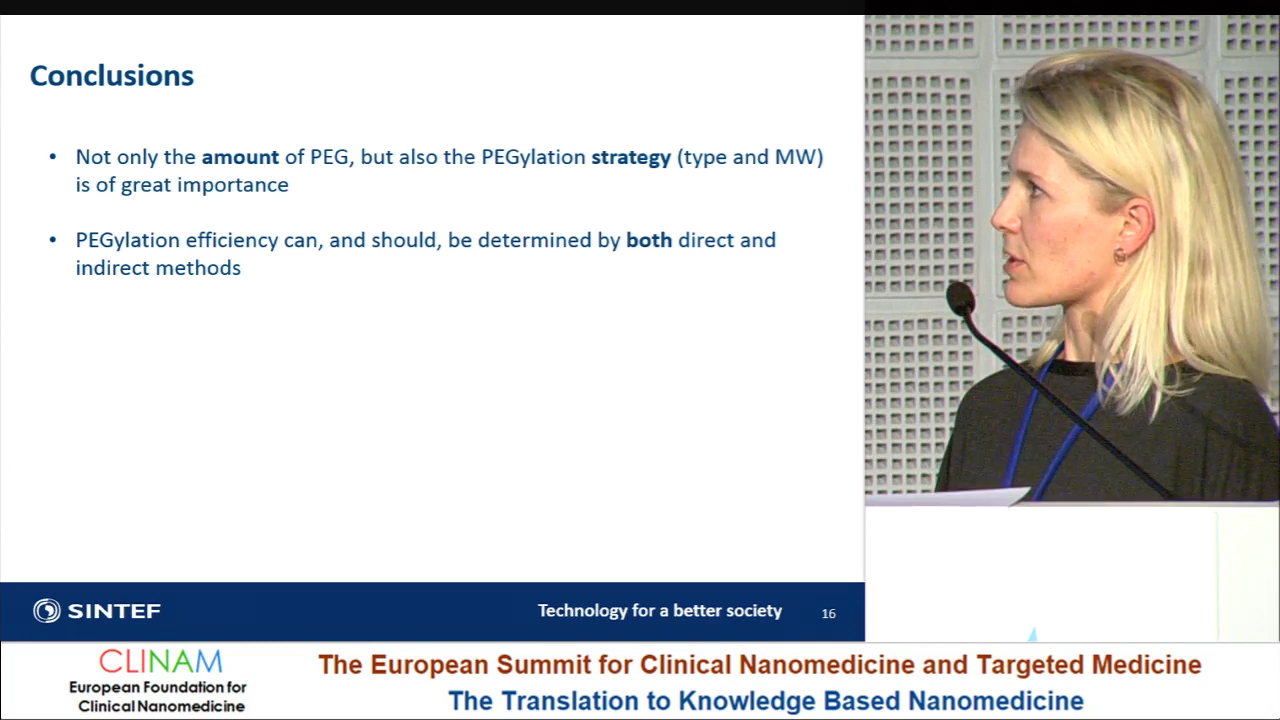 Conclusions
• Not only the amount of PEG, but also the PEGylation strategy (type and MW)
is of great importance
• PEGylation efficiency can, and should, be determined by both direct and
indirect methods
SINTEF
Technology for a better society
16
CLINAM
European Foundation for
Clinical Nanomedicine
The European Summit for Clinical Nanomedicine and Targeted Medicine
The Translation to Knowledge Based Nanomedicine